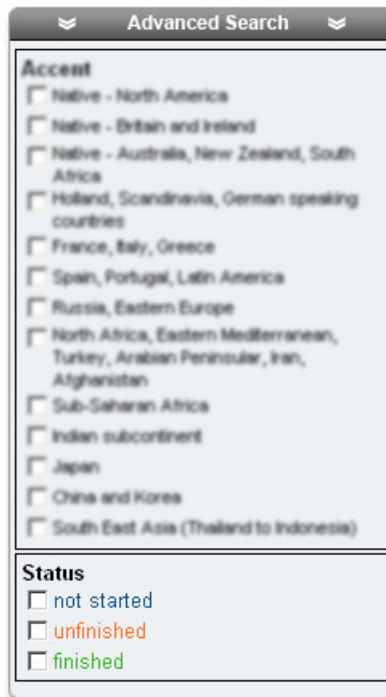 Advanced Search
Accent
Native - North America
Native - Britain and Ireland
Native - Australia, New Zealand, South
Africa
Holland, Scandinavia, German speaking
countries
France, Italy, Greece
Spain, Portugal, Latin America
Russia, Eastern Europe
North Africa, Eastern Mediterranean,
Turkey, Arabian Peninsular, Iran,
Afghanistan
Sub-Saharan Africa
Indian subcontinent
Japan
China and Korea
South East Asia (Thailand to Indonesia)
Status
not started
unfinished
finished